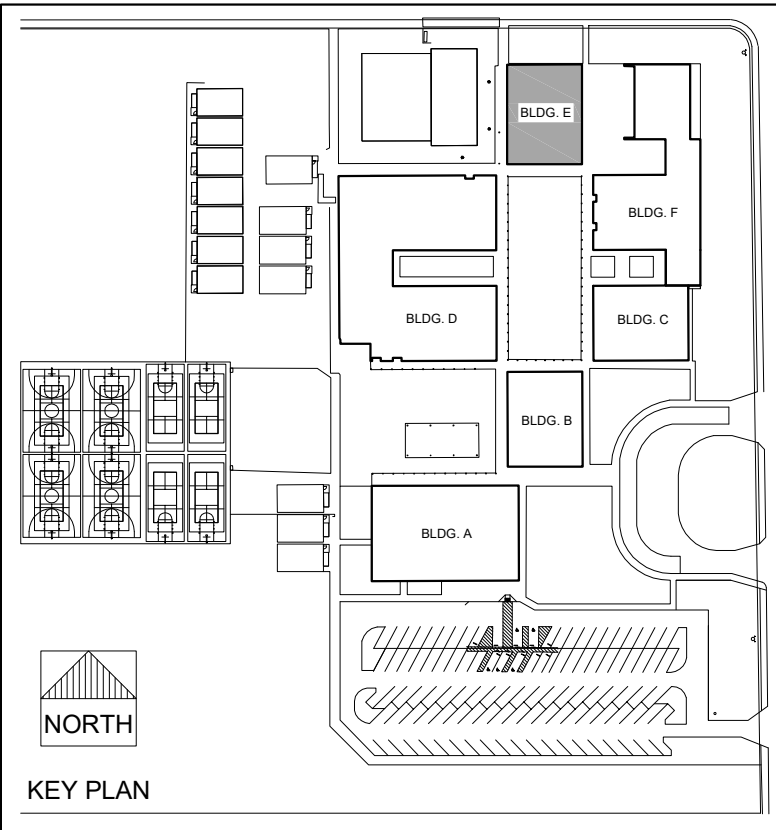 BLDG. E
BLDG. F
BLDG. D
BLDG. C
BLDG. B
BLDG. A
NORTH
KEY PLAN